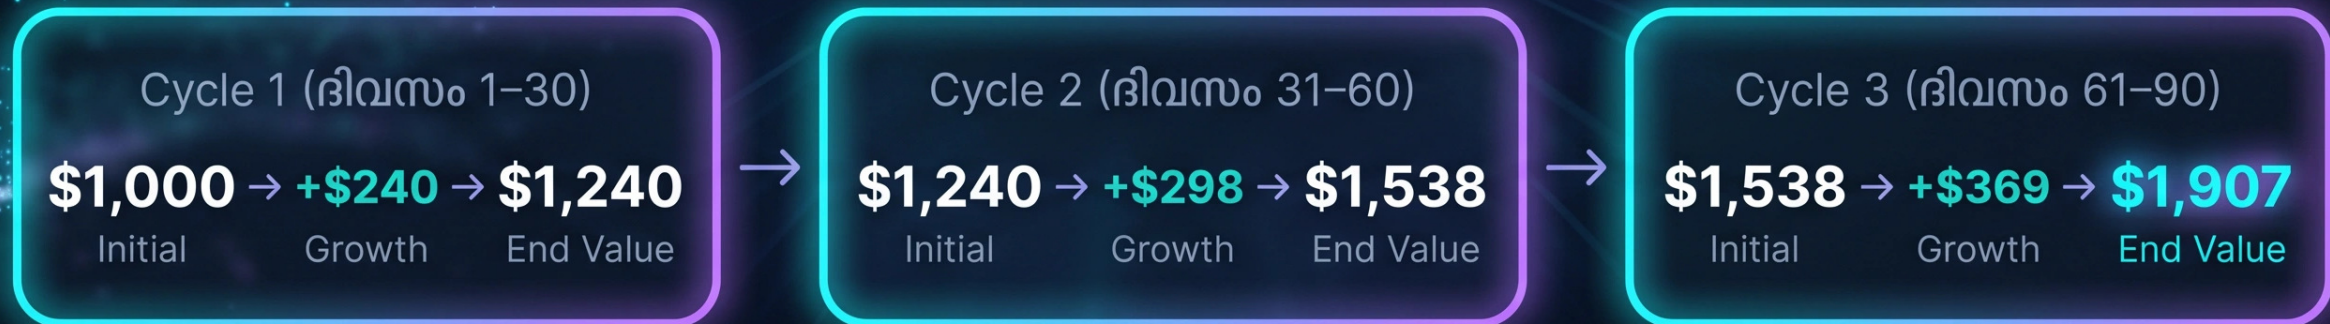 Cycle 1 (ദിവസം 1–30)
$1,000 → +$240 → $1,240
Initial Growth End Value
→
Cycle 2 (ദിവസം 31–60)
$1,240 → +$298 → $1,538
Initial Growth End Value
→
Cycle 3 (ദിവസം 61–90)
$1,538 → +$369 → $1,907
Initial Growth End Value